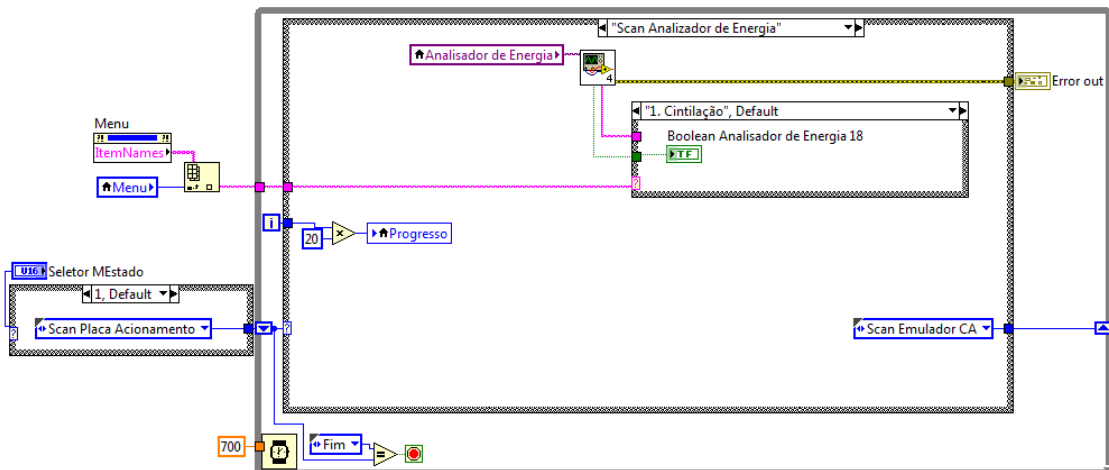 "Scan Analizador de Energia"
Analisador de Energia
4
Error out
"1. Cintilação", Default
Boolean Analisador de Energia 18
TF
?
Menu
ItemNames
Menu
i
20
×
Progresso
U16
Seletor MEstado
1, Default
?
Scan Placa Acionamento
?
Scan Emulador CA
700
Fim
=